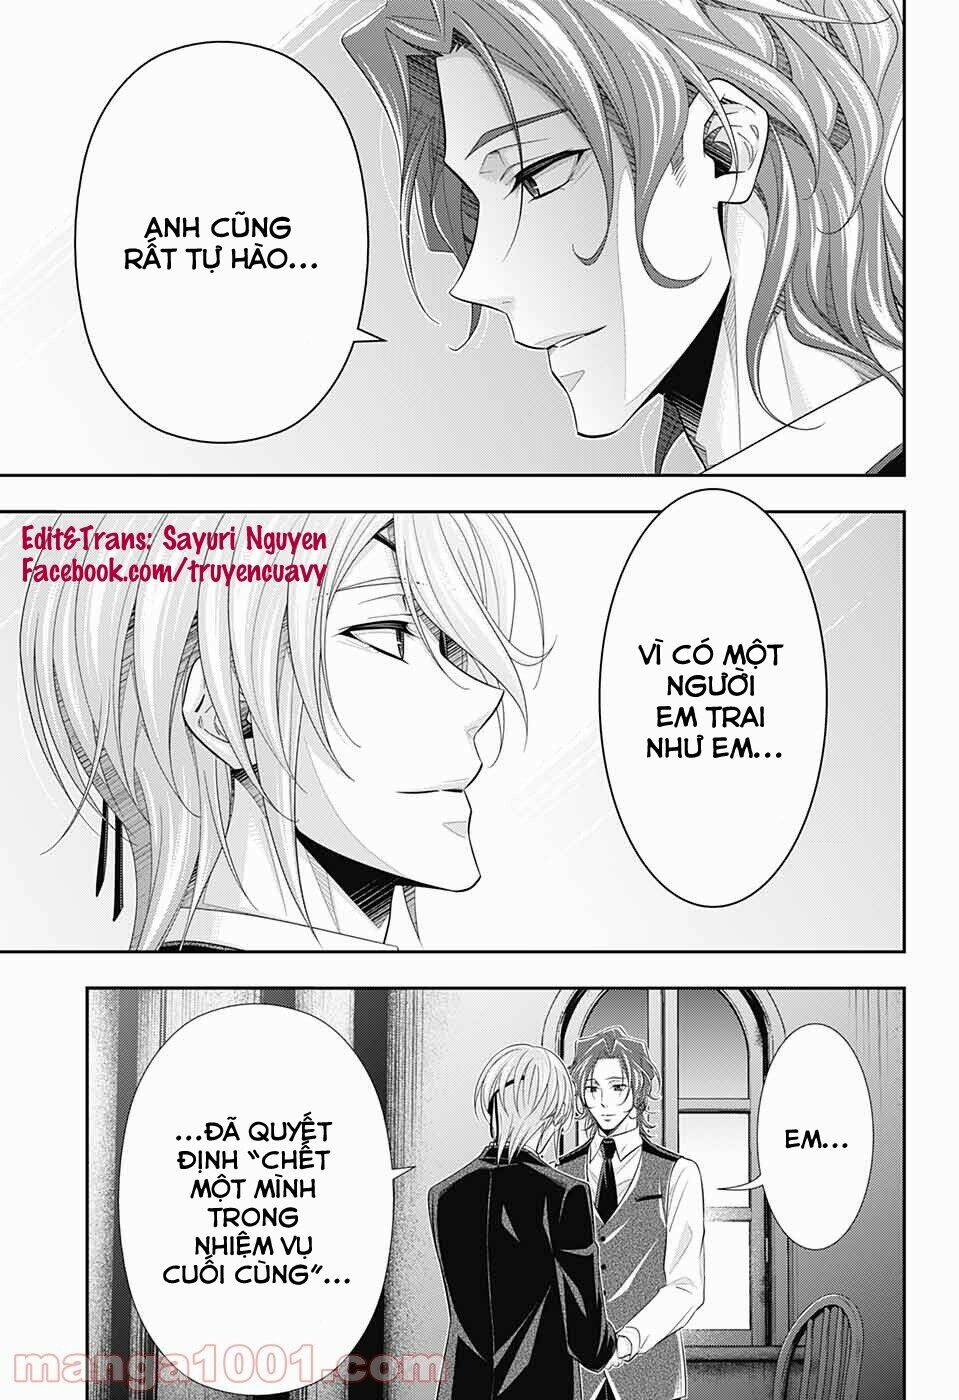 ANH CŨNG
RẤT TỰ HÀO...
Edit&Trans: Sayuri Nguyen
Facebook.com/truyencuavy
VÌ CÓ MỘT
NGƯỜI
EM TRAI
NHƯ EM...
EM...
...ĐÃ QUYẾT
ĐỊNH "CHẾT
MỘT MÌNH
TRONG
NHIỆM VỤ
CUỐI CÙNG"...
manga1001.com